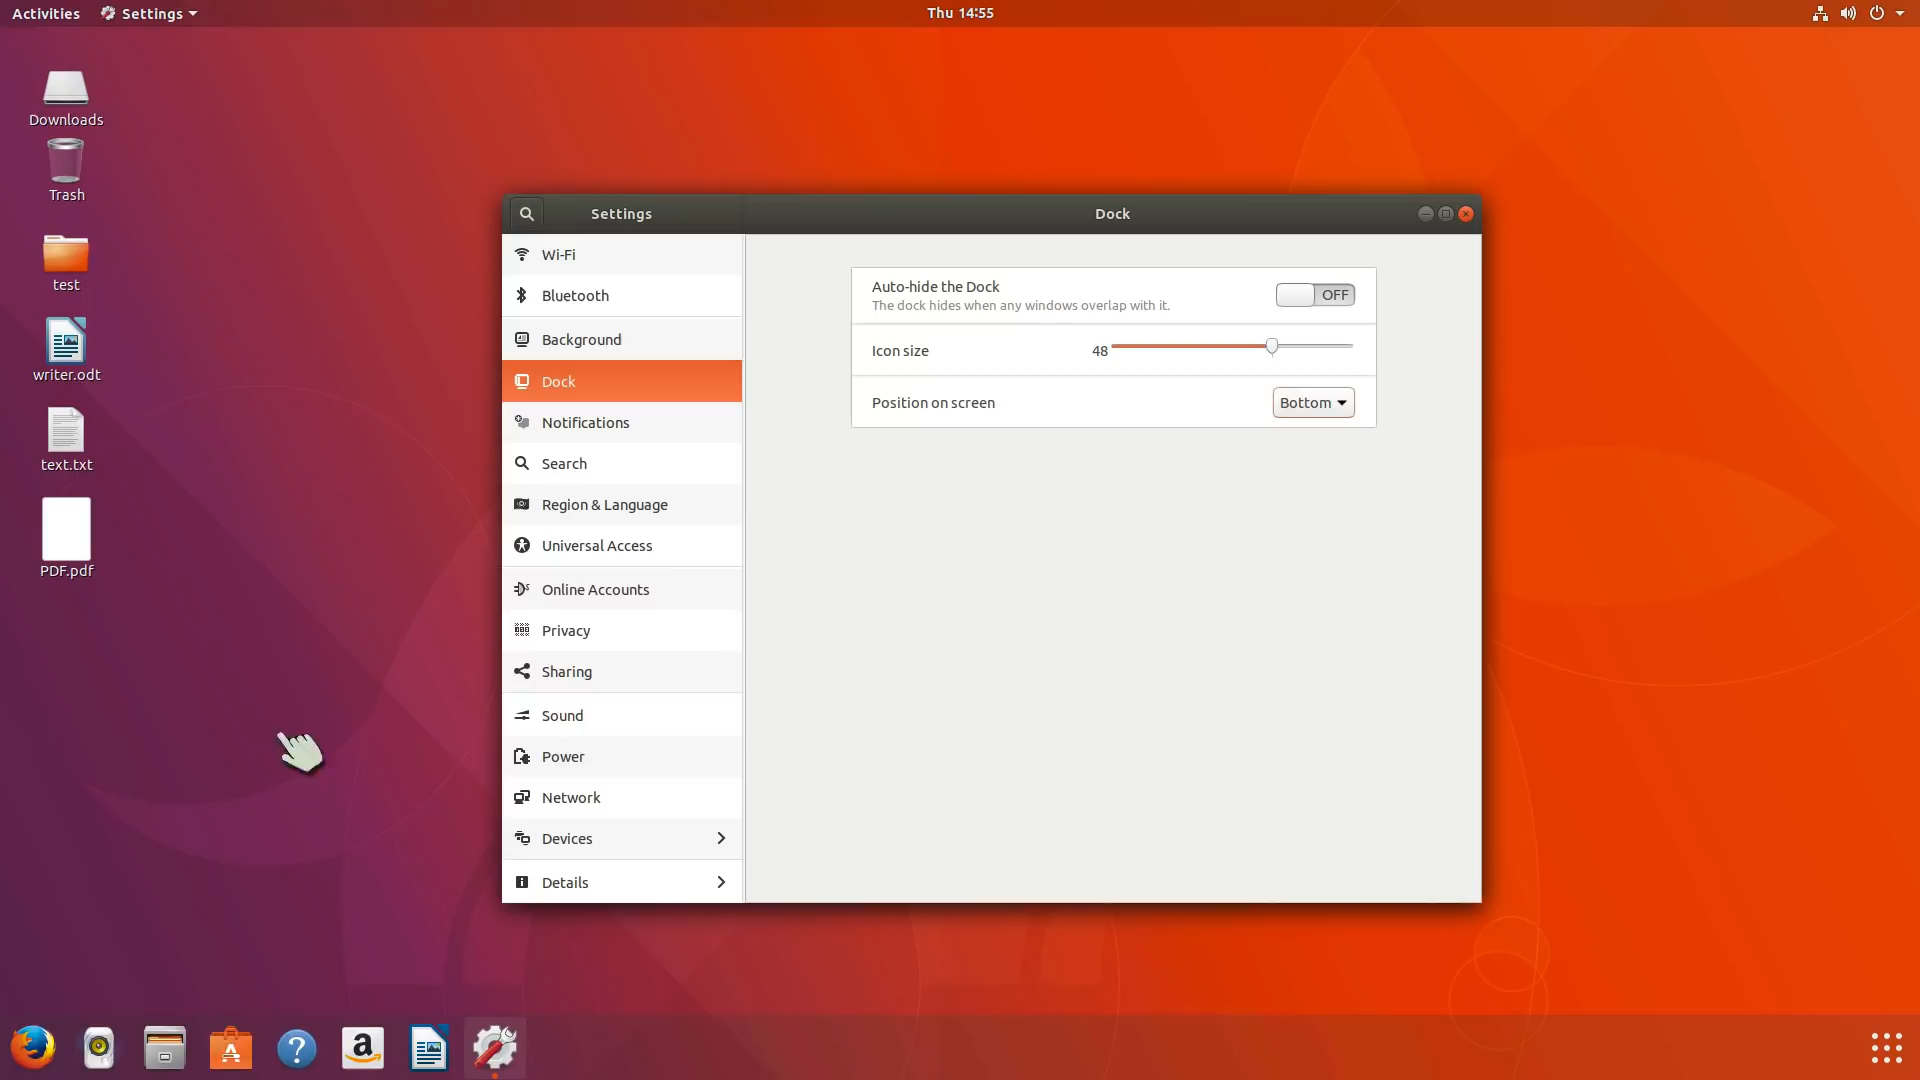 Activities Settings Thu 14:55
Downloads
Trash
test
writer.odt
text.txt
PDF.pdf
Settings Dock
Wi-Fi
Bluetooth
Background
Dock
Notifications
Search
Region & Language
Universal Access
Online Accounts
Privacy
Sharing
Sound
Power
Network
Devices
Details
Auto-hide the Dock OFF
The dock hides when any windows overlap with it.
Icon size 48
Position on screen Bottom